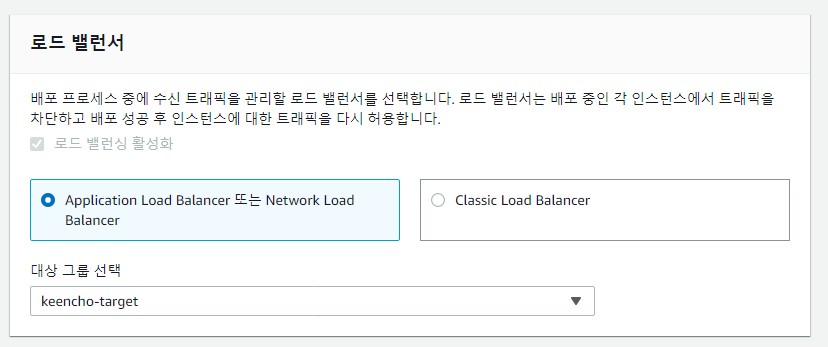 로드 밸런서
배포 프로세스 중에 수신 트래픽을 관리할 로드 밸런서를 선택합니다. 로드 밸런서는 배포 중인 각 인스턴스에서 트래픽을
차단하고 배포 성공 후 인스턴스에 대한 트래픽을 다시 허용합니다.
로드 밸런싱 활성화
Application Load Balancer 또는 Network Load
Balancer
Classic Load Balancer
대상 그룹 선택
keencho-target